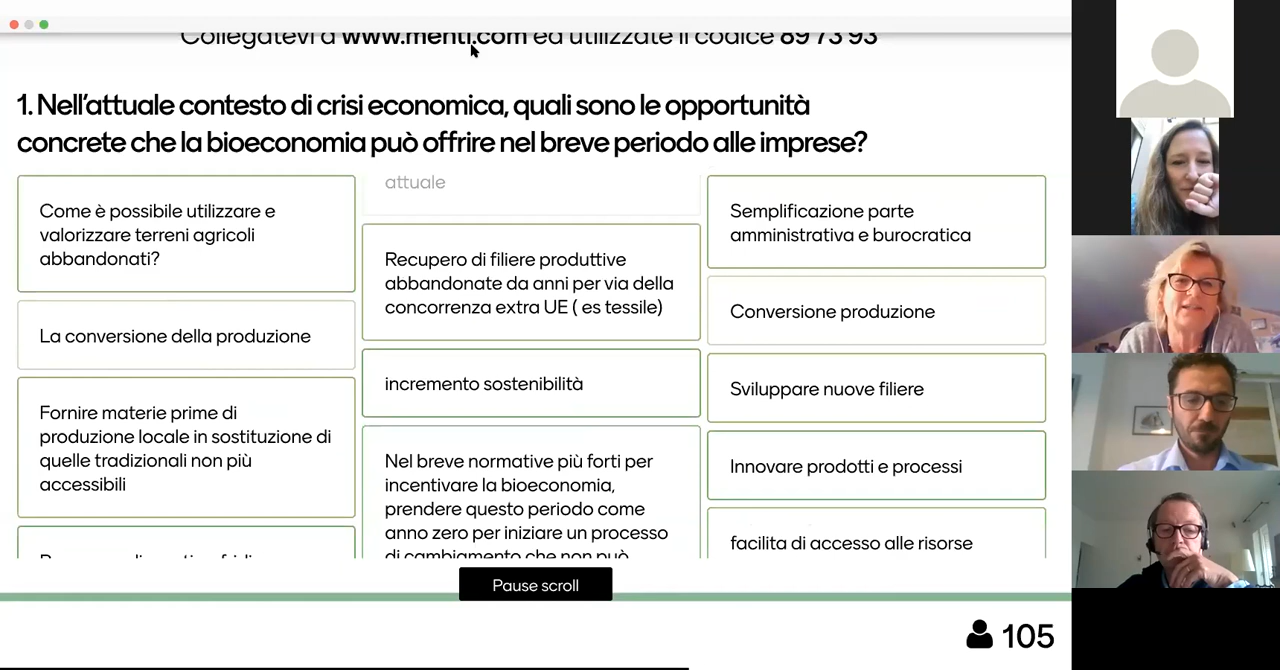 Collegatevi a www.menti.com ed utilizzate il codice 89 73 93
1. Nell'attuale contesto di crisi economica, quali sono le opportunità
concrete che la bioeconomia può offrire nel breve periodo alle imprese?
Come è possibile utilizzare e
valorizzare terreni agricoli
abbandonati?
La conversione della produzione
Fornire materie prime di
produzione locale in sostituzione di
quelle tradizionali non più
accessibili
attuale
Recupero di filiere produttive
abbandonate da anni per via della
concorrenza extra UE ( es tessile)
incremento sostenibilità
Nel breve normative più forti per
incentivare la bioeconomia,
prendere questo periodo come
anno zero per iniziare un processo
di cambiamento che non può
Semplificazione parte
amministrativa e burocratica
Conversione produzione
Sviluppare nuove filiere
Innovare prodotti e processi
facilita di accesso alle risorse
Pause scroll
105